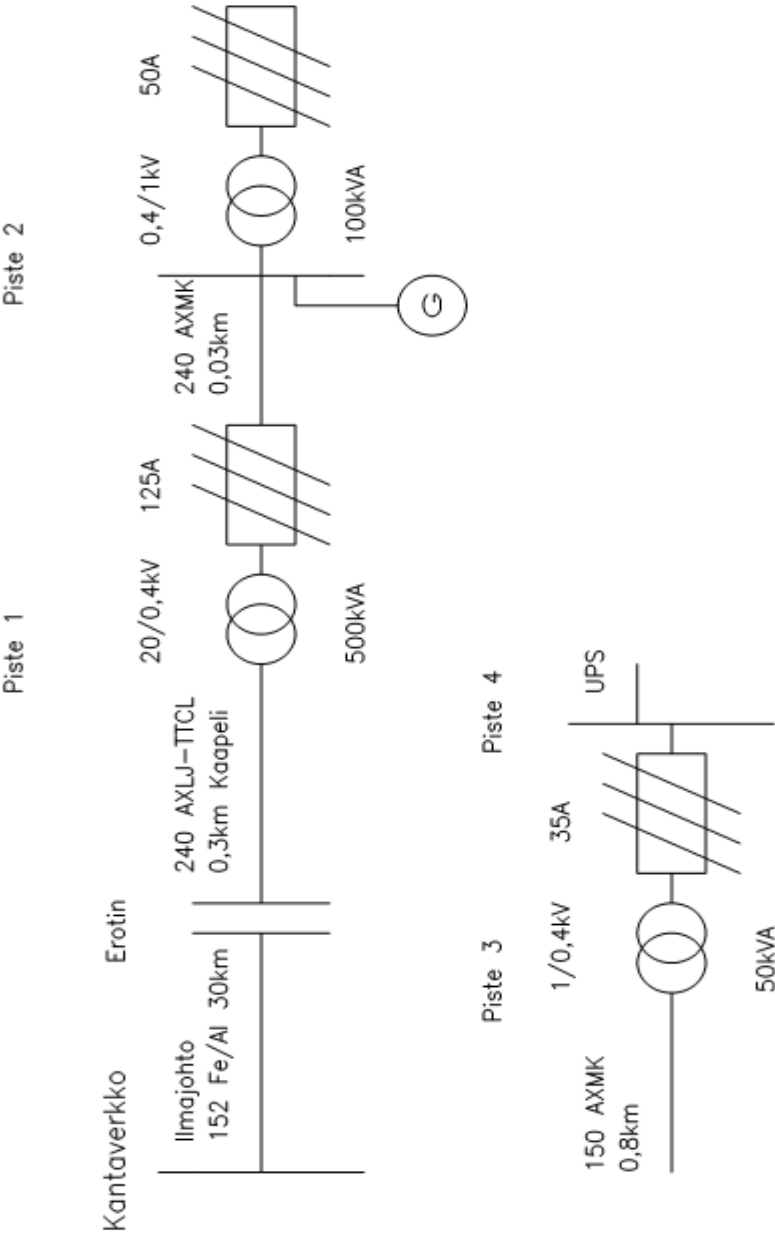 Piste 1
Piste 2
Kantaverkko
Erotin
Ilmajohto
152 Fe/Al 30km
240 AXLJ-TTCL
0,3km Kaapeli
20/0,4kV
125A
500kVA
240 AXMK
0,03km
0,4/1kV
50A
100kVA
G
Piste 3
Piste 4
150 AXMK
0,8km
1/0,4kV
35A
50kVA
UPS